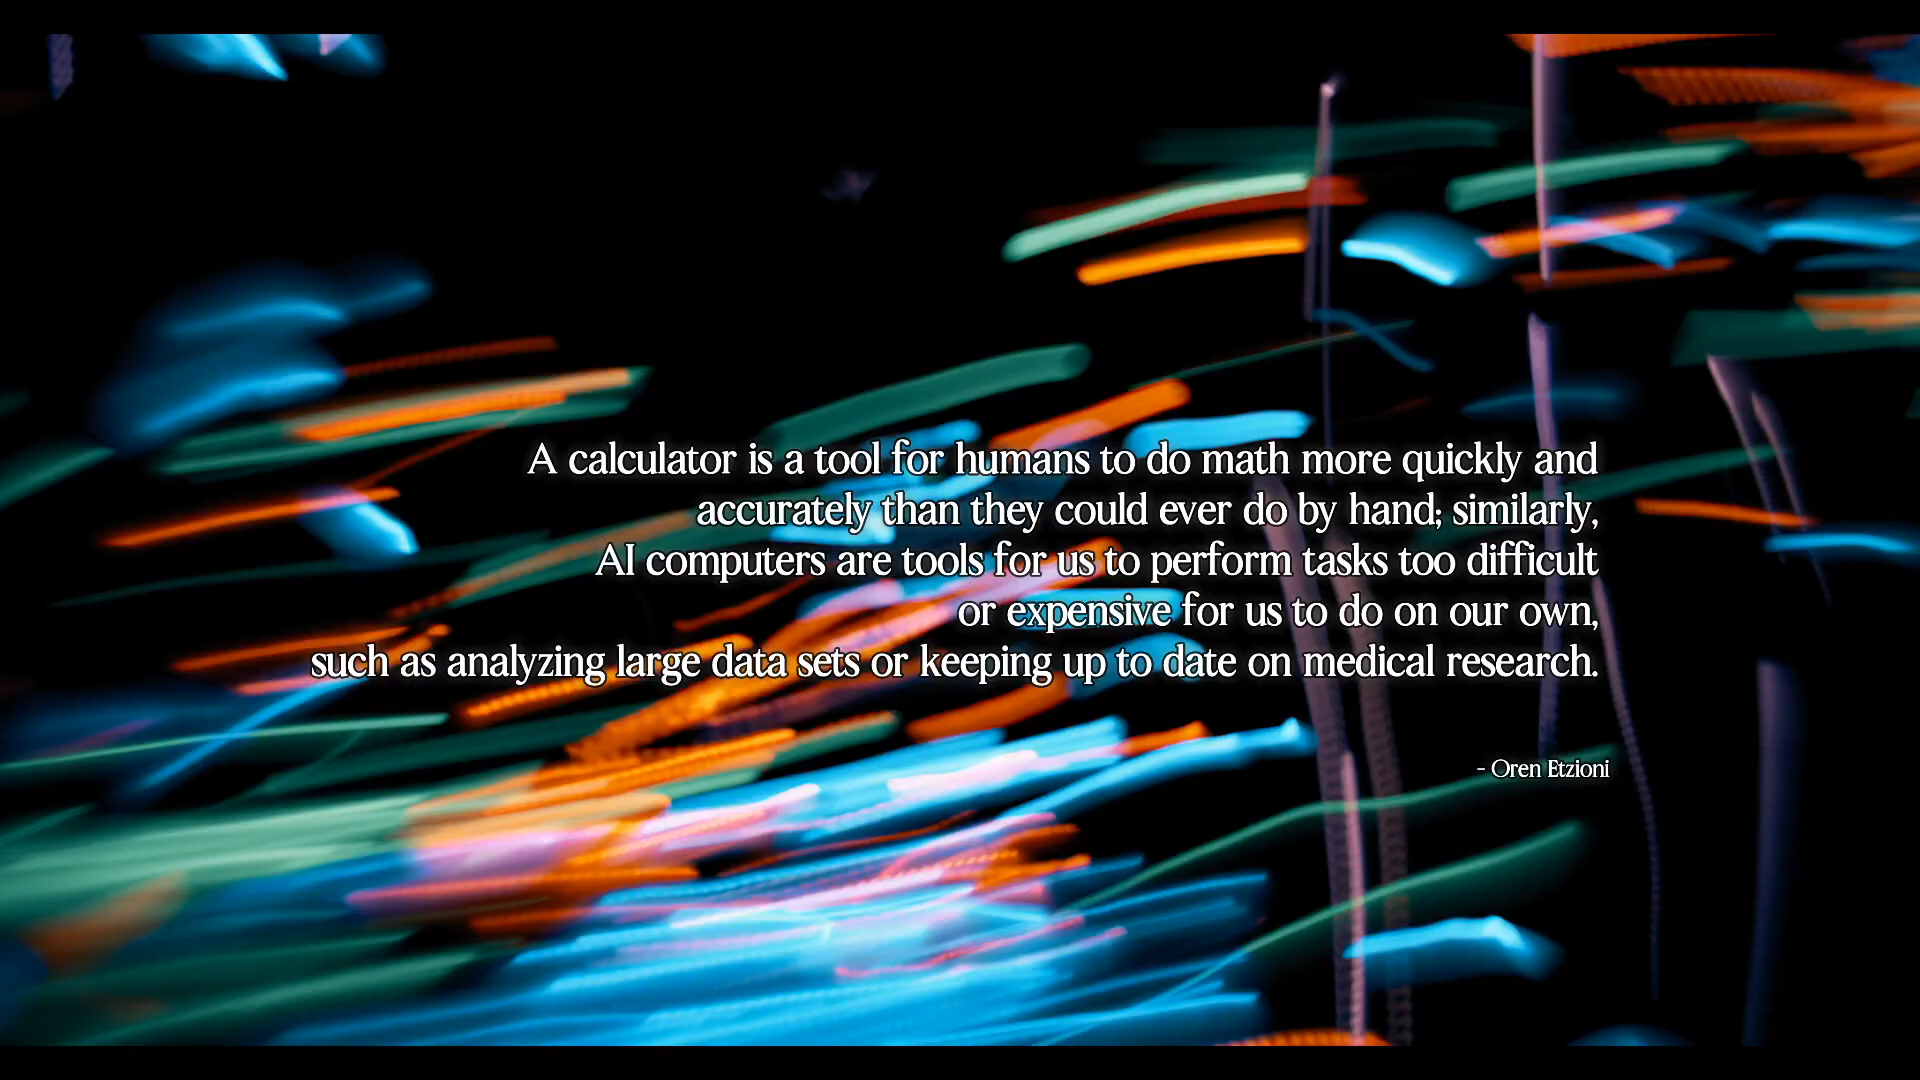 A calculator is a tool for humans to do math more quickly and
accurately than they could ever do by hand; similarly,
AI computers are tools for us to perform tasks too difficult
or expensive for us to do on our own,
such as analyzing large data sets or keeping up to date on medical research.
- Oren Etzioni